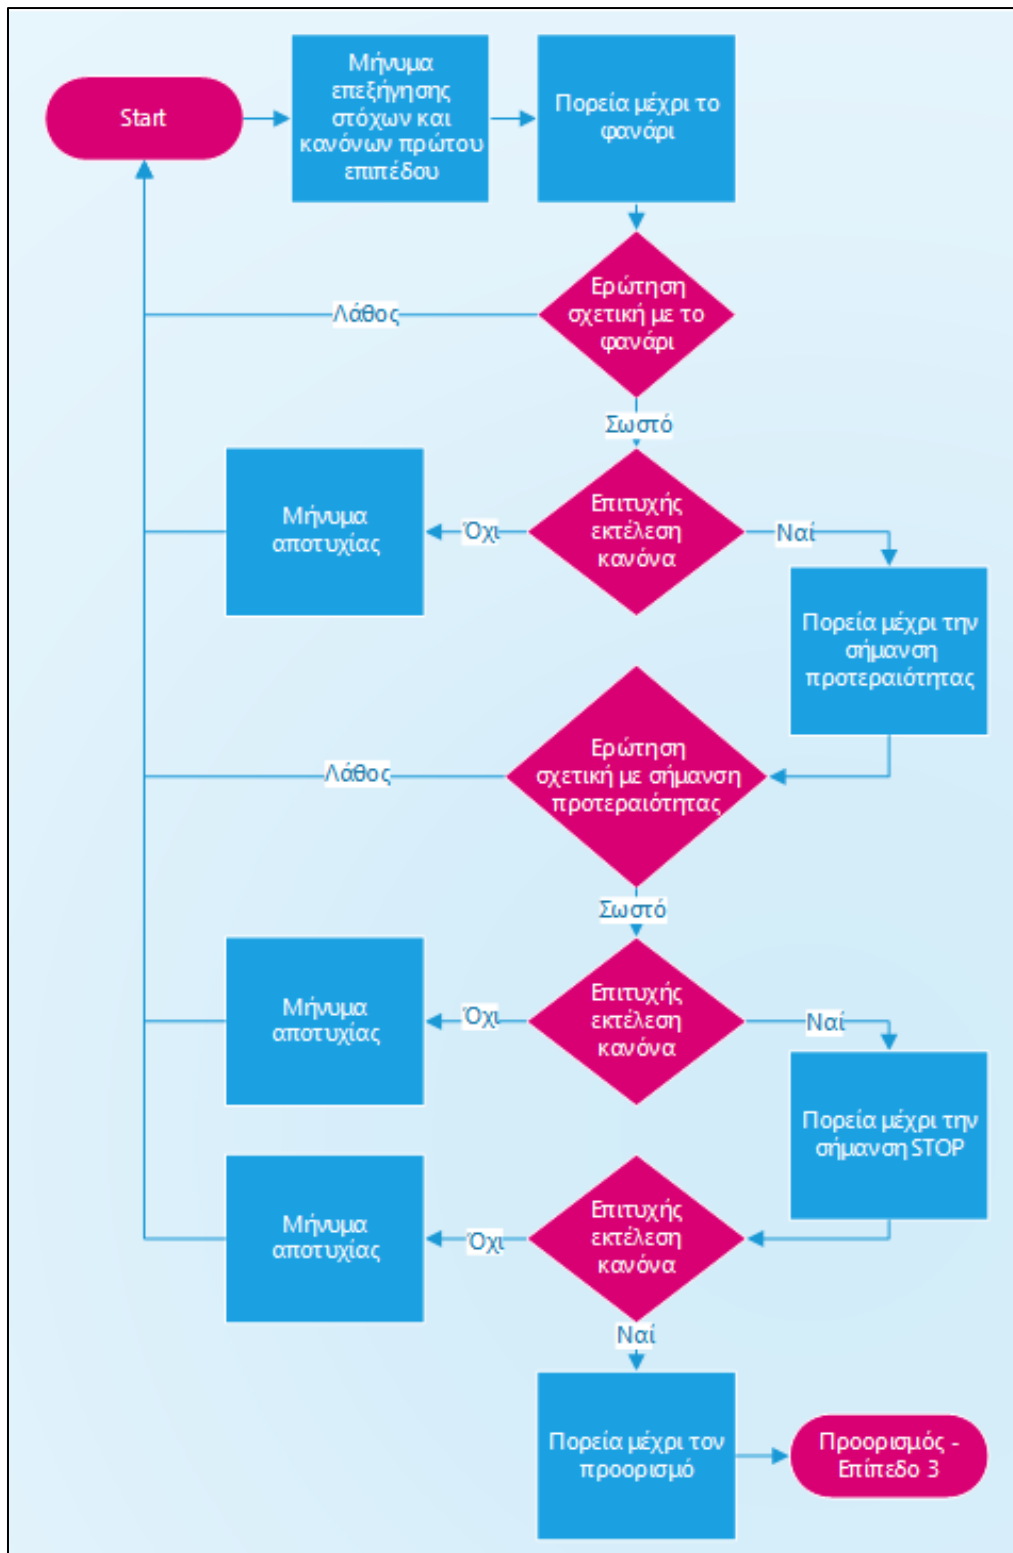 Start
Μήνυμα
επεξήγησης
στόχων και
κανόνων πρώτου
επιπέδου
Πορεία μέχρι το
φανάρι
Ερώτηση
σχετική με το
φανάρι
Λάθος
Σωστό
Επιτυχής
εκτέλεση
κανόνα
Όχι
Μήνυμα
αποτυχίας
Ναί
Πορεία μέχρι την
σήμανση
προτεραιότητας
Ερώτηση
σχετική με σήμανση
προτεραιότητας
Λάθος
Σωστό
Επιτυχής
εκτέλεση
κανόνα
Όχι
Μήνυμα
αποτυχίας
Ναί
Πορεία μέχρι την
σήμανση STOP
Επιτυχής
εκτέλεση
κανόνα
Όχι
Μήνυμα
αποτυχίας
Ναί
Πορεία μέχρι τον
προορισμό
Προορισμός -
Επίπεδο 3